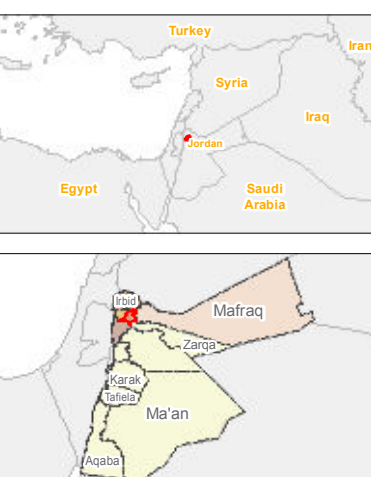 Turkey
Iran
Syria
Iraq
Jordan
Egypt
Saudi
Arabia
Irbid
Mafraq
Zarqa
Karak
Tafiela
Ma'an
Aqaba